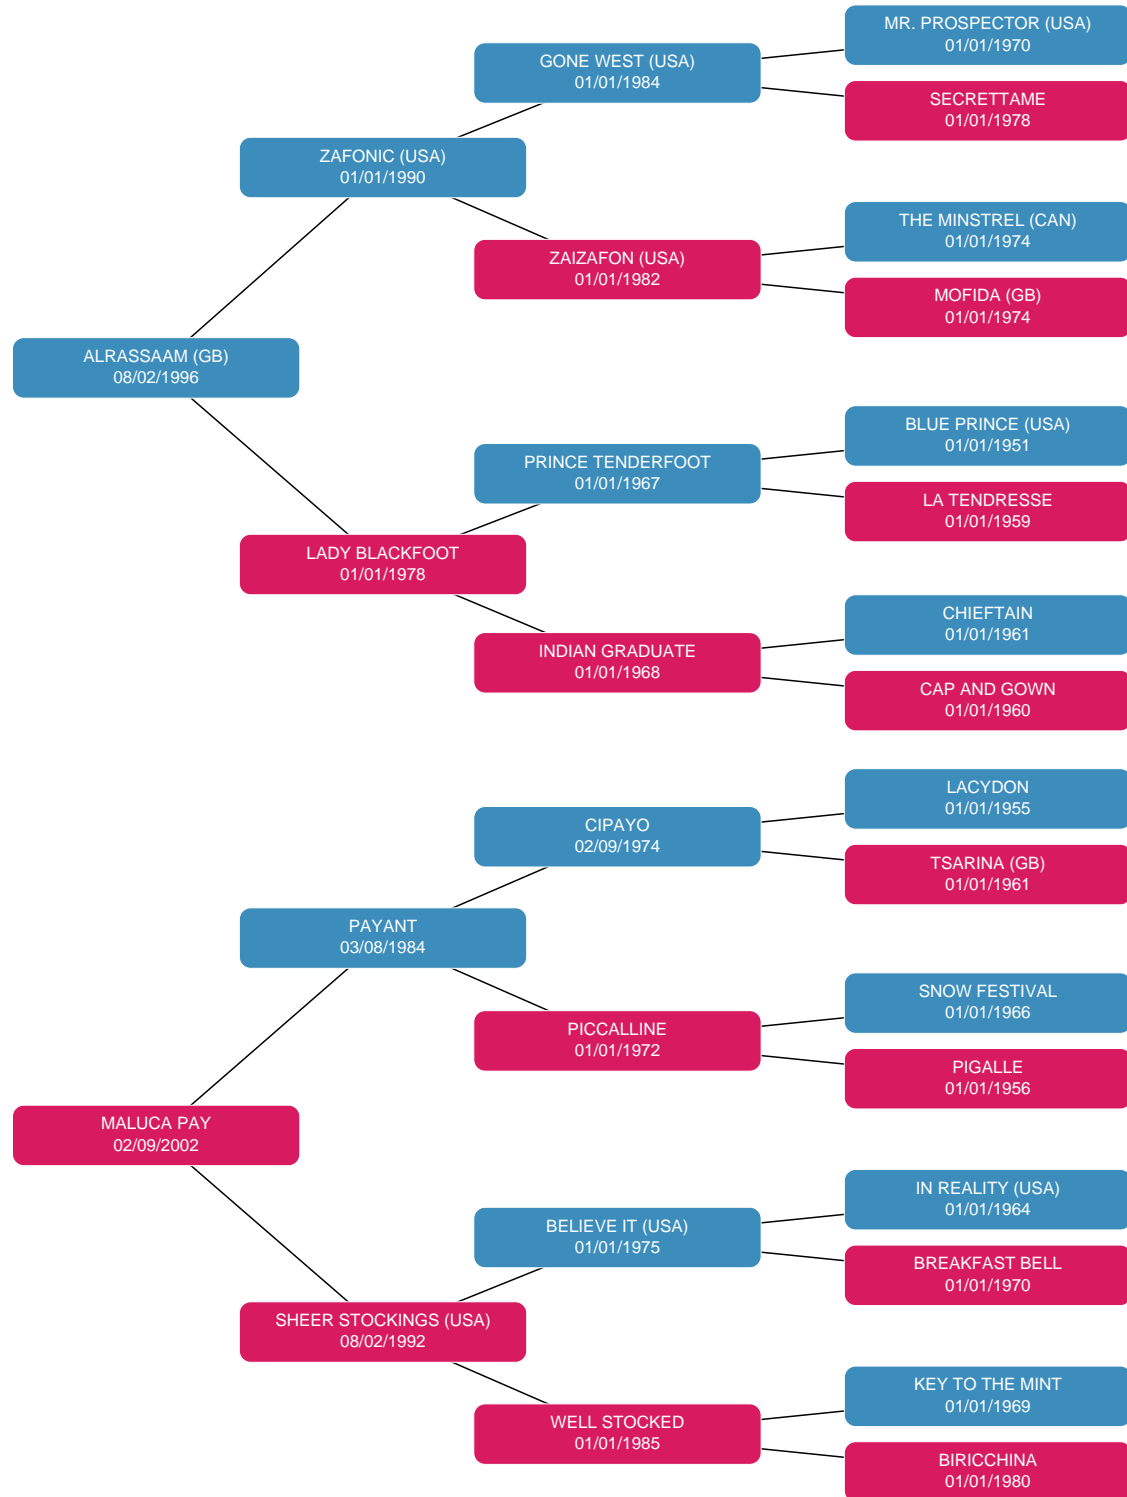 MR. PROSPECTOR (USA)
01/01/1970
GONE WEST (USA)
01/01/1984
SECRETTAME
01/01/1978
ZAFONIC (USA)
01/01/1990
THE MINSTREL (CAN)
01/01/1974
ZAIZAFON (USA)
01/01/1982
MOFIDA (GB)
01/01/1974
ALRASSAAM (GB)
08/02/1996
BLUE PRINCE (USA)
01/01/1951
PRINCE TENDERFOOT
01/01/1967
LA TENDRESSE
01/01/1959
LADY BLACKFOOT
01/01/1978
CHIEFTAIN
01/01/1961
INDIAN GRADUATE
01/01/1968
CAP AND GOWN
01/01/1960
LACYDON
01/01/1955
CIPAYO
02/09/1974
TSARINA (GB)
01/01/1961
PAYANT
03/08/1984
SNOW FESTIVAL
01/01/1966
PICCALLINE
01/01/1972
PIGALLE
01/01/1956
MALUCA PAY
02/09/2002
IN REALITY (USA)
01/01/1964
BELIEVE IT (USA)
01/01/1975
BREAKFAST BELL
01/01/1970
SHEER STOCKINGS (USA)
08/02/1992
KEY TO THE MINT
01/01/1969
WELL STOCKED
01/01/1985
BIRICCHINA
01/01/1980